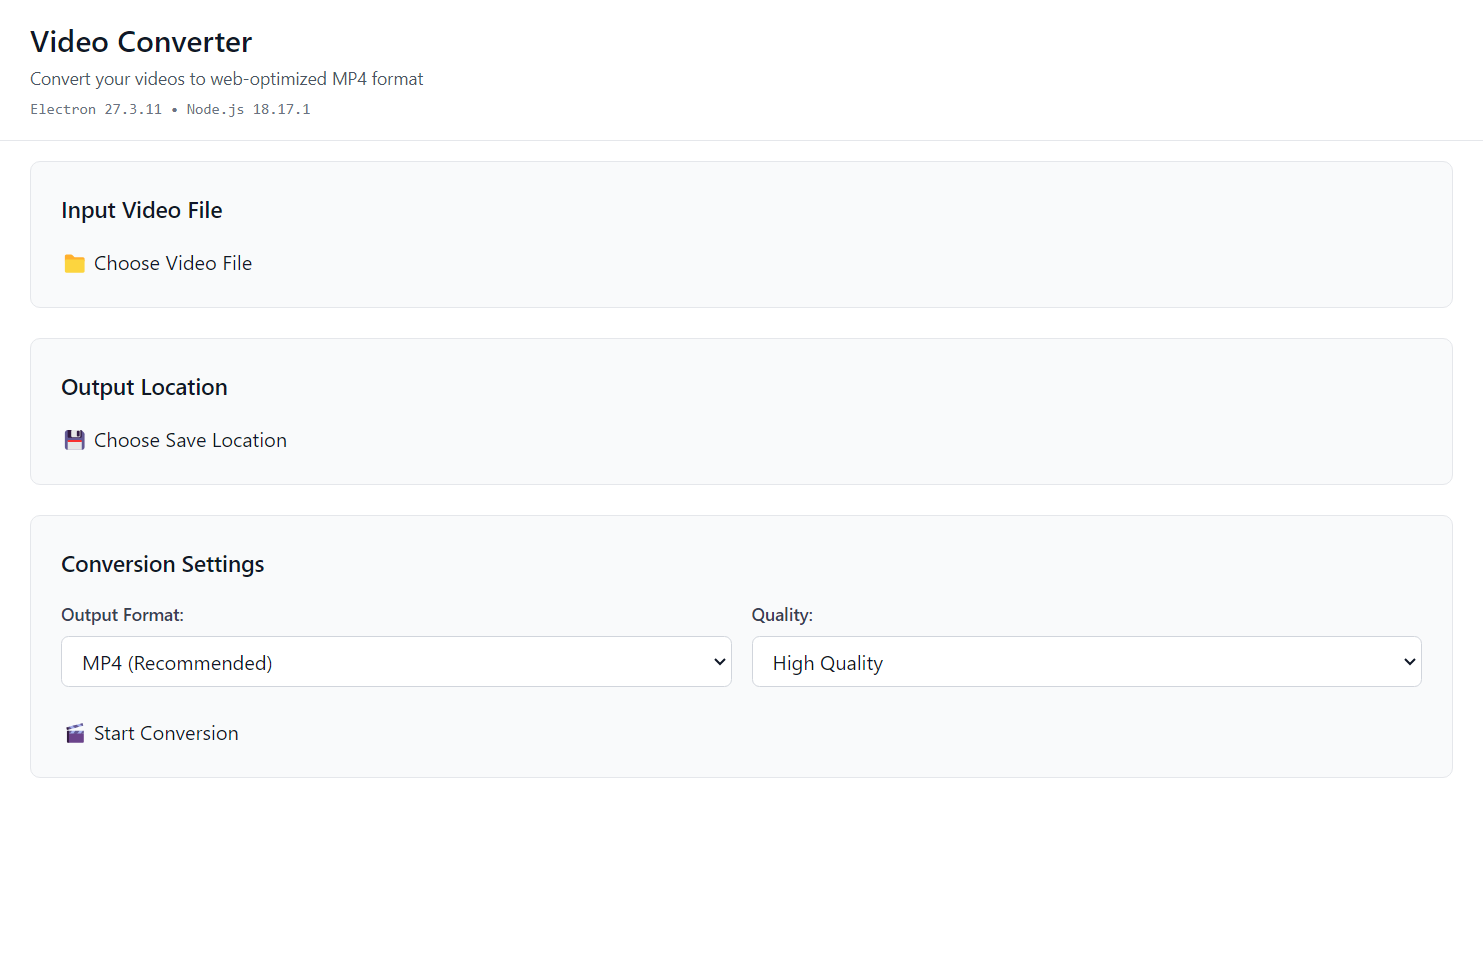 Video Converter
Convert your videos to web-optimized MP4 format
Electron 27.3.11 • Node.js 18.17.1
Input Video File
Choose Video File
Output Location
Choose Save Location
Conversion Settings
Output Format:
Quality:
MP4 (Recommended)
High Quality
Start Conversion